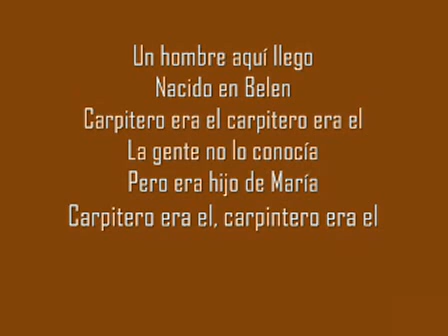 Un hombre aquí llego
Nacido en Belen
Carpitero era el carpitero era el
La gente no lo conocía
Pero era hijo de María
Carpitero era el, carpintero era el